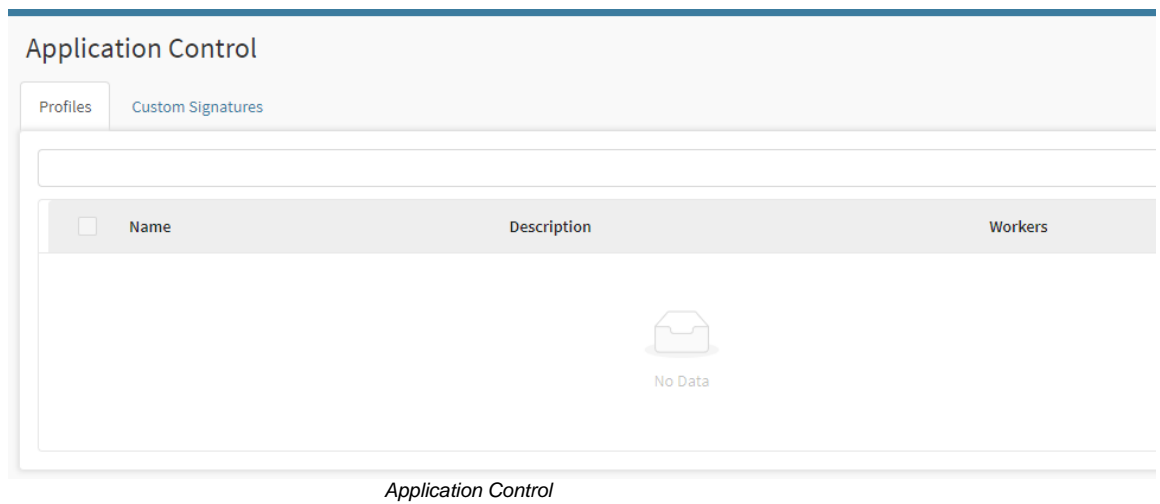 Application Control
Profiles Custom Signatures
Name Description Workers
No Data
Application Control